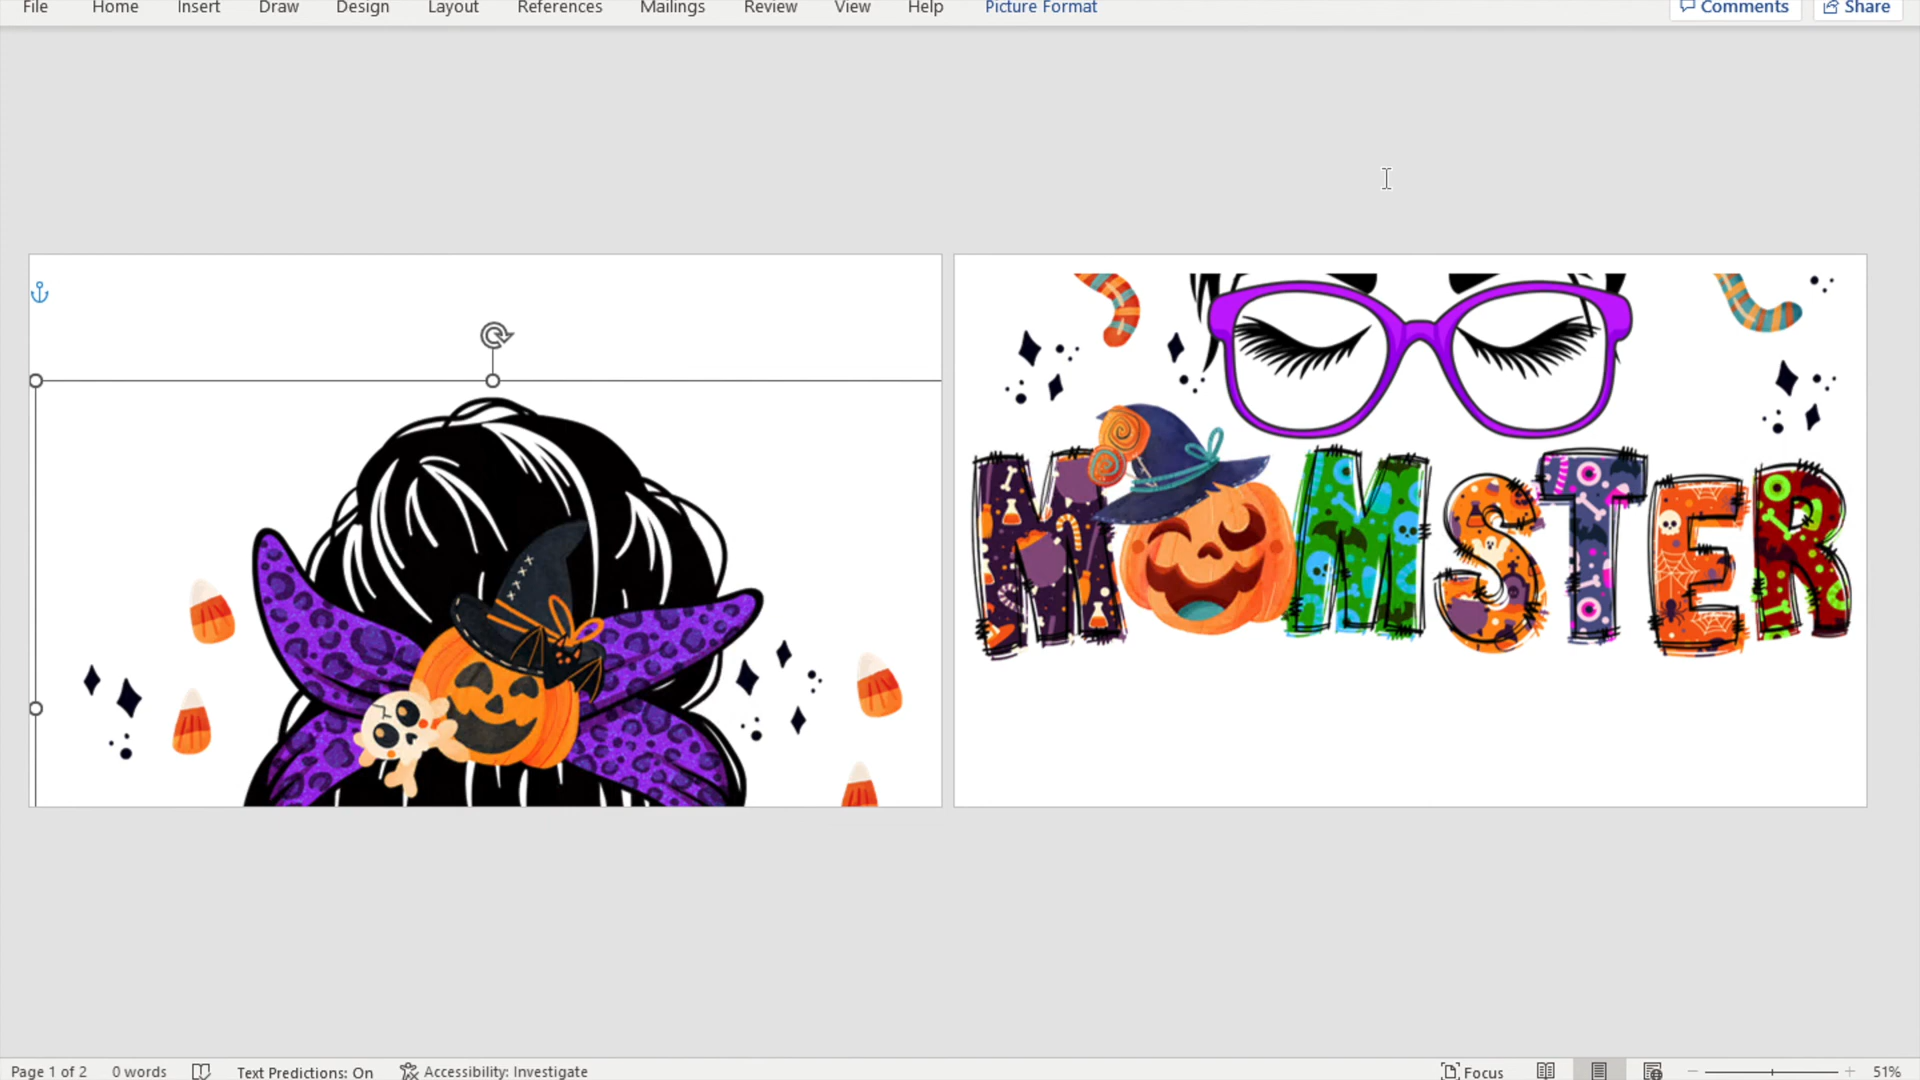 File Home Insert Draw Design Layout References Mailings Review View Help Picture Format Comments Share
MOMSTER
Page 1 of 2 0 words Text Predictions: On Accessibility: Investigate Focus 51%